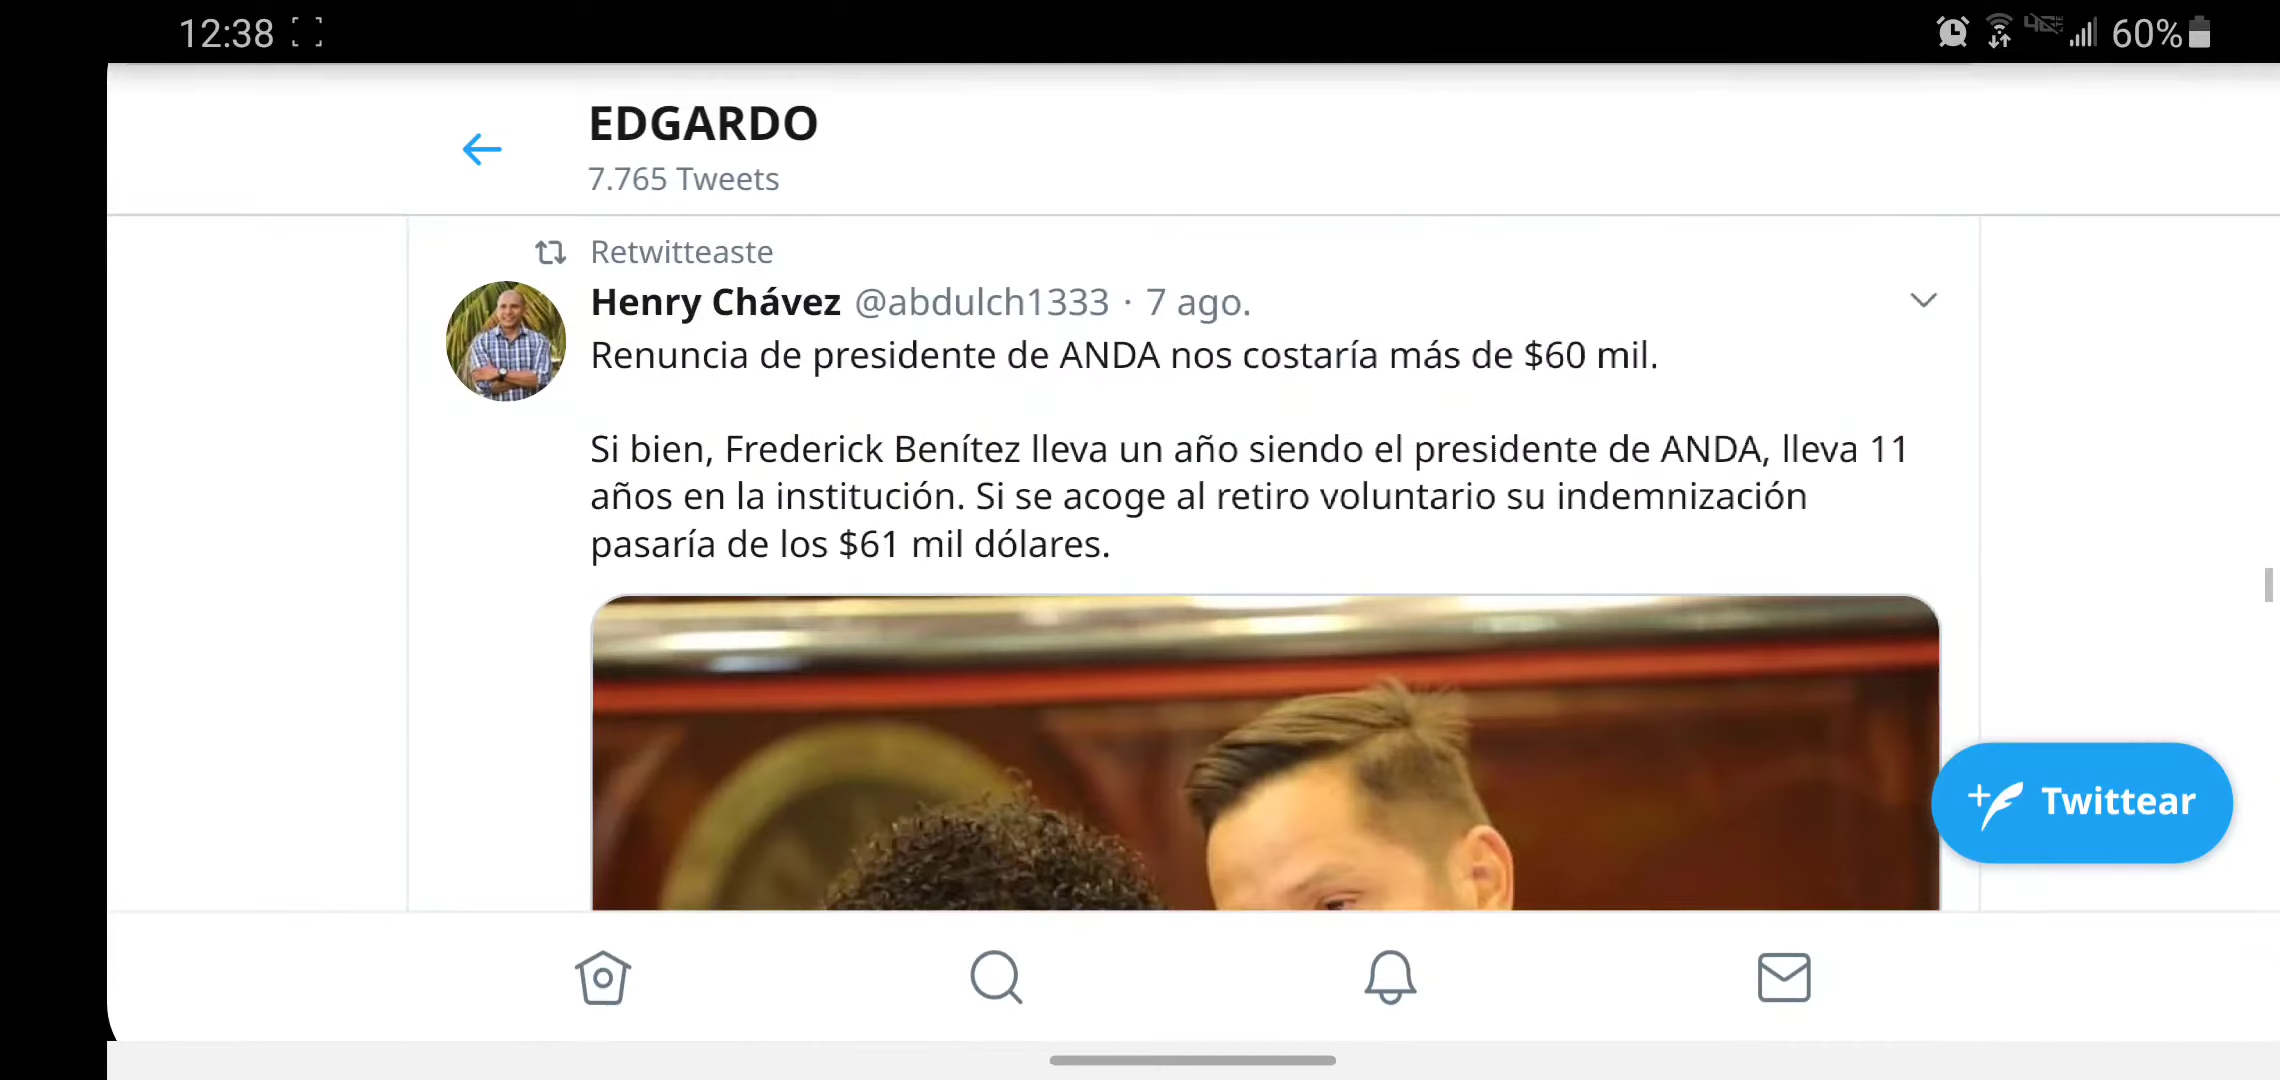 12:38
60%
EDGARDO
7.765 Tweets
Retwitteaste
Henry Chávez @abdulch1333 · 7 ago.
Renuncia de presidente de ANDA nos costaría más de $60 mil.
Si bien, Frederick Benítez lleva un año siendo el presidente de ANDA, lleva 11
años en la institución. Si se acoge al retiro voluntario su indemnización
pasaría de los $61 mil dólares.
Twittear